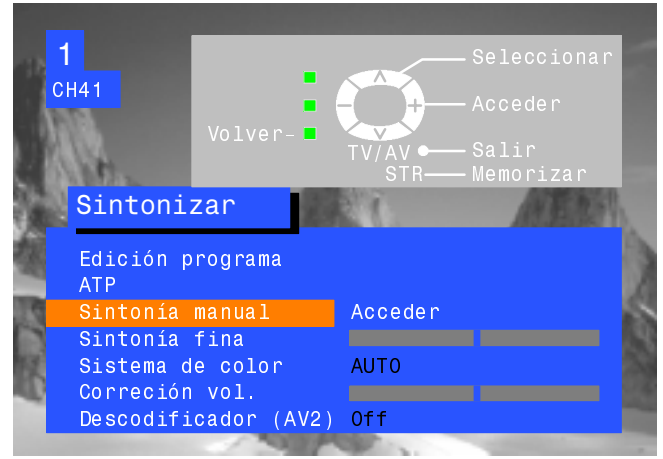 1
CH41
Seleccionar
Acceder
Volver-
TV/AV Salir
STR Memorizar
Sintonizar
Edición programa
ATP
Sintonía manual Acceder
Sintonía fina
Sistema de color AUTO
Correción vol.
Descodificador (AV2) Off